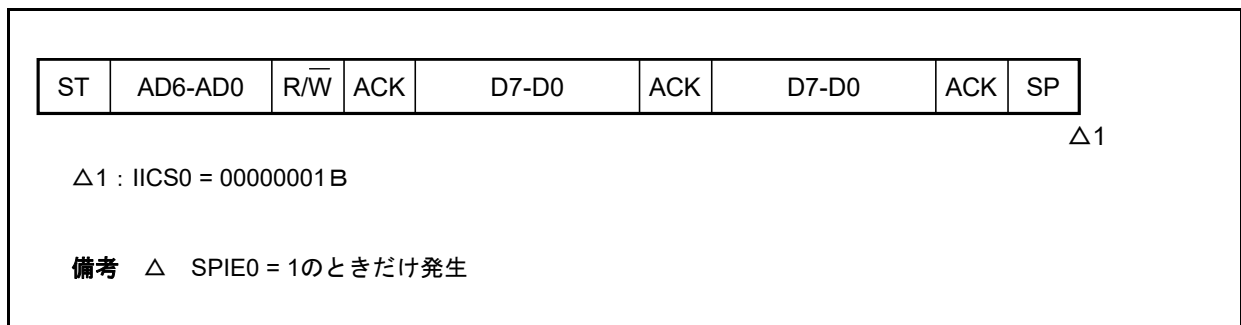 ST AD6-AD0 R/W̅ ACK D7-D0 ACK D7-D0 ACK SP
△1
△1：IICS0 = 00000001B
備考 △ SPIE0 = 1のときだけ発生